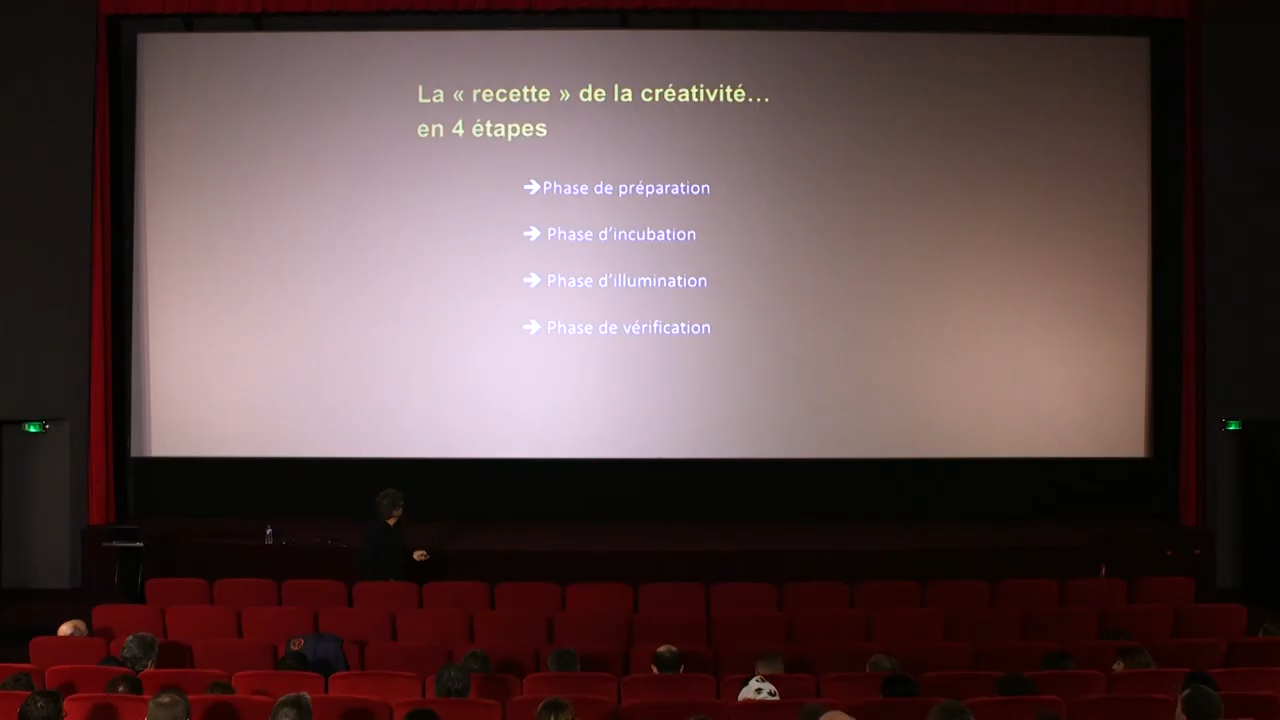 La « recette » de la créativité...
en 4 étapes
➔Phase de préparation
➔ Phase d'incubation
➔ Phase d'illumination
➔ Phase de vérification